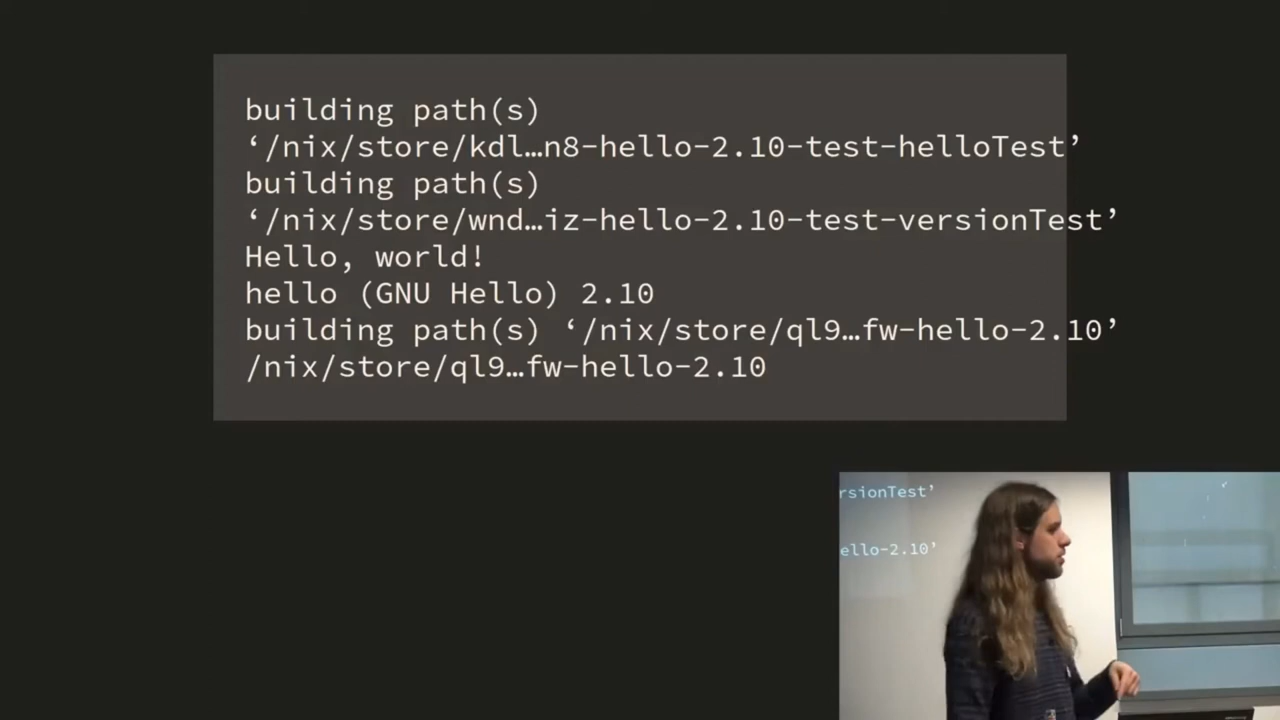 building path(s)
‘/nix/store/kdl…n8-hello-2.10-test-helloTest’
building path(s)
‘/nix/store/wnd…iz-hello-2.10-test-versionTest’
Hello, world!
hello (GNU Hello) 2.10
building path(s) ‘/nix/store/ql9…fw-hello-2.10’
/nix/store/ql9…fw-hello-2.10
rsionTest’
ello-2.10’